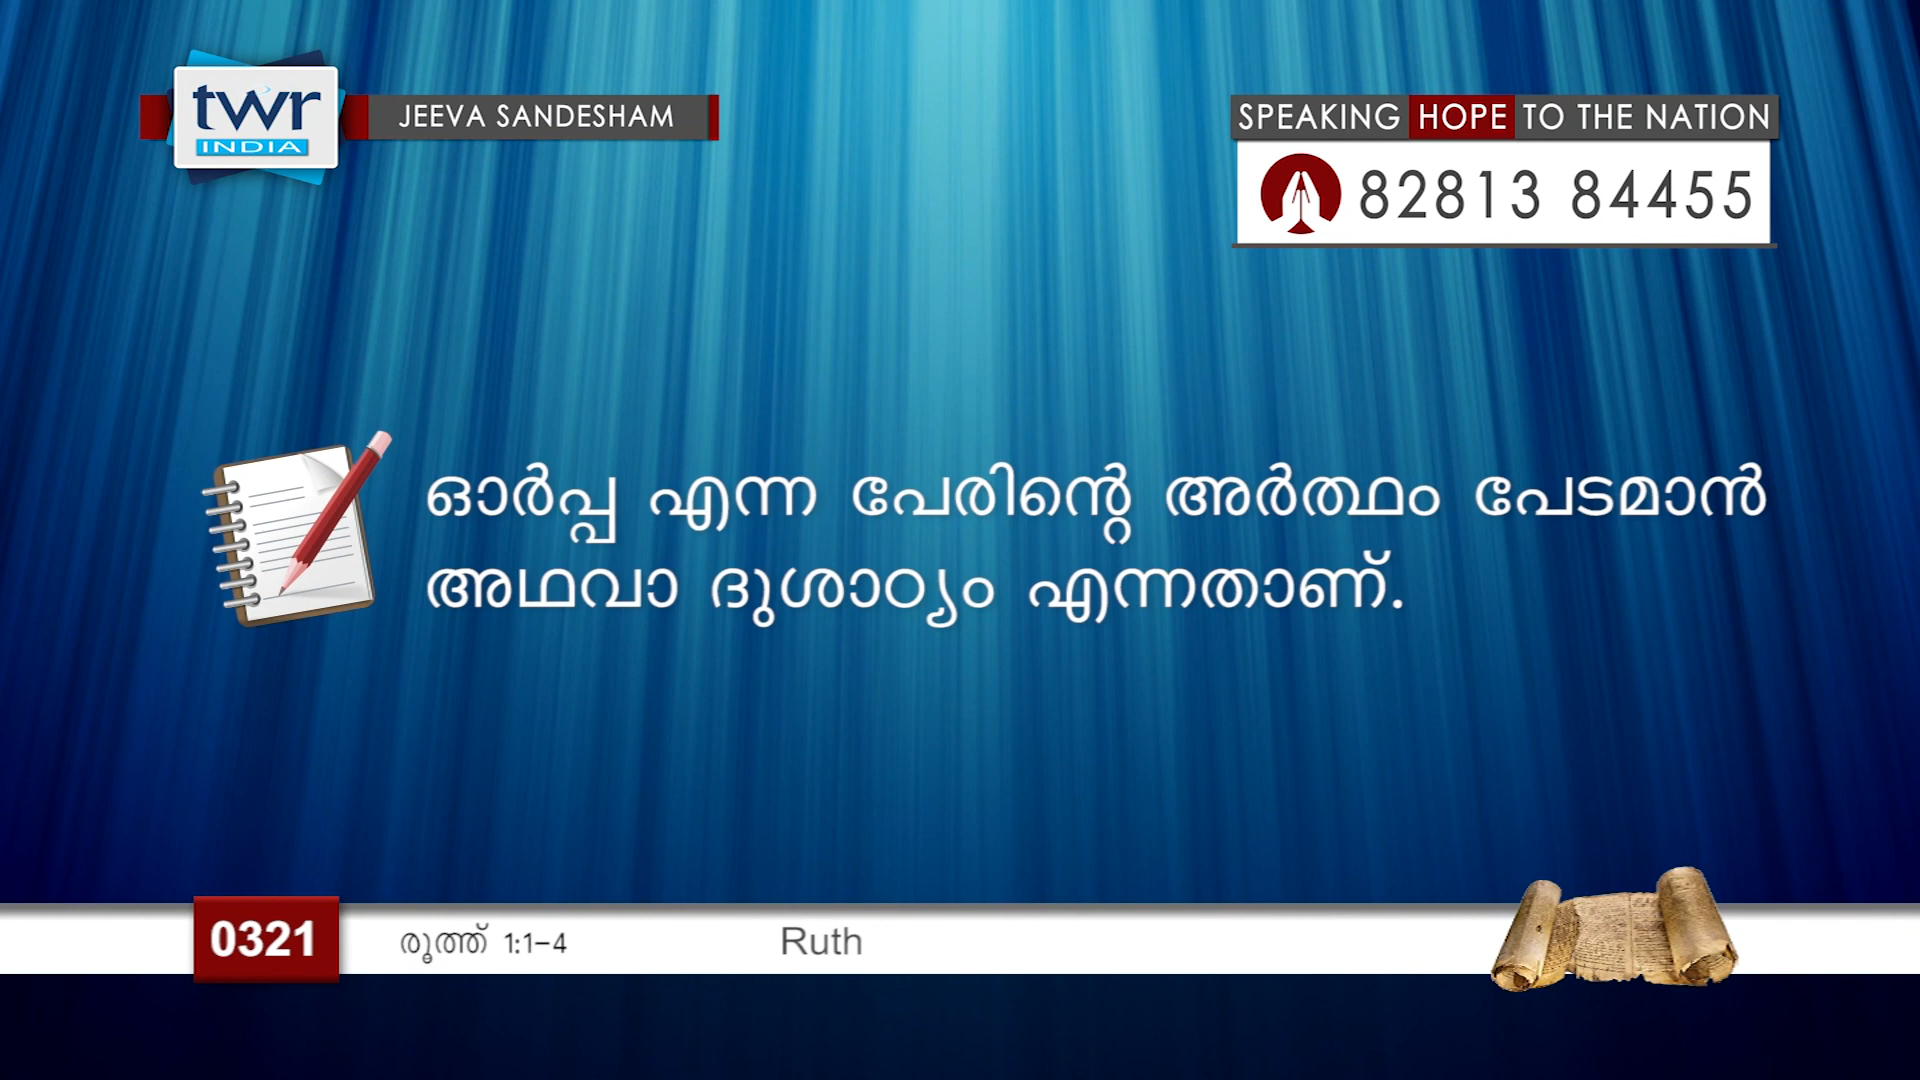 twr
INDIA
JEEVA SANDESHAM
SPEAKING HOPE TO THE NATION
82813 84455
ഓർപ്പ എന്ന പേരിന്റെ അർത്ഥം പേടമാൻ
അഥവാ ദുശാഠ്യം എന്നതാണ്.
0321 രൂത്ത് 1:1-4 Ruth